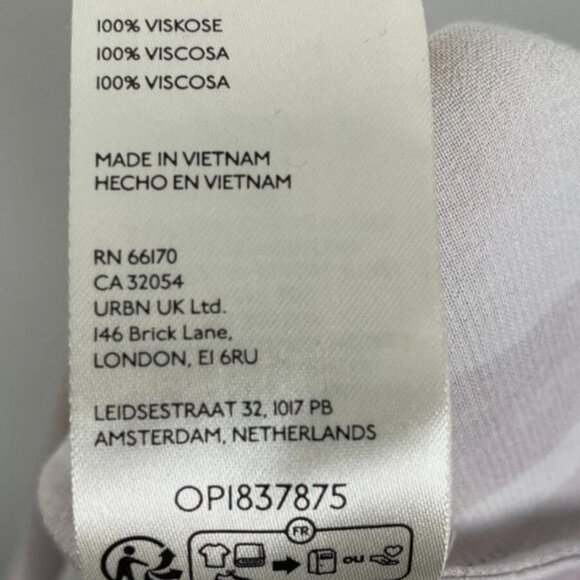 100% VISKOSE
100% VISCOSA
100% VISCOSA
MADE IN VIETNAM
HECHO EN VIETNAM
RN 66170
CA 32054
URBN UK Ltd.
146 Brick Lane,
LONDON, E1 6RU
LEIDSESTRAAT 32, 1017 PB
AMSTERDAM, NETHERLANDS
OP1837875
FR
ou